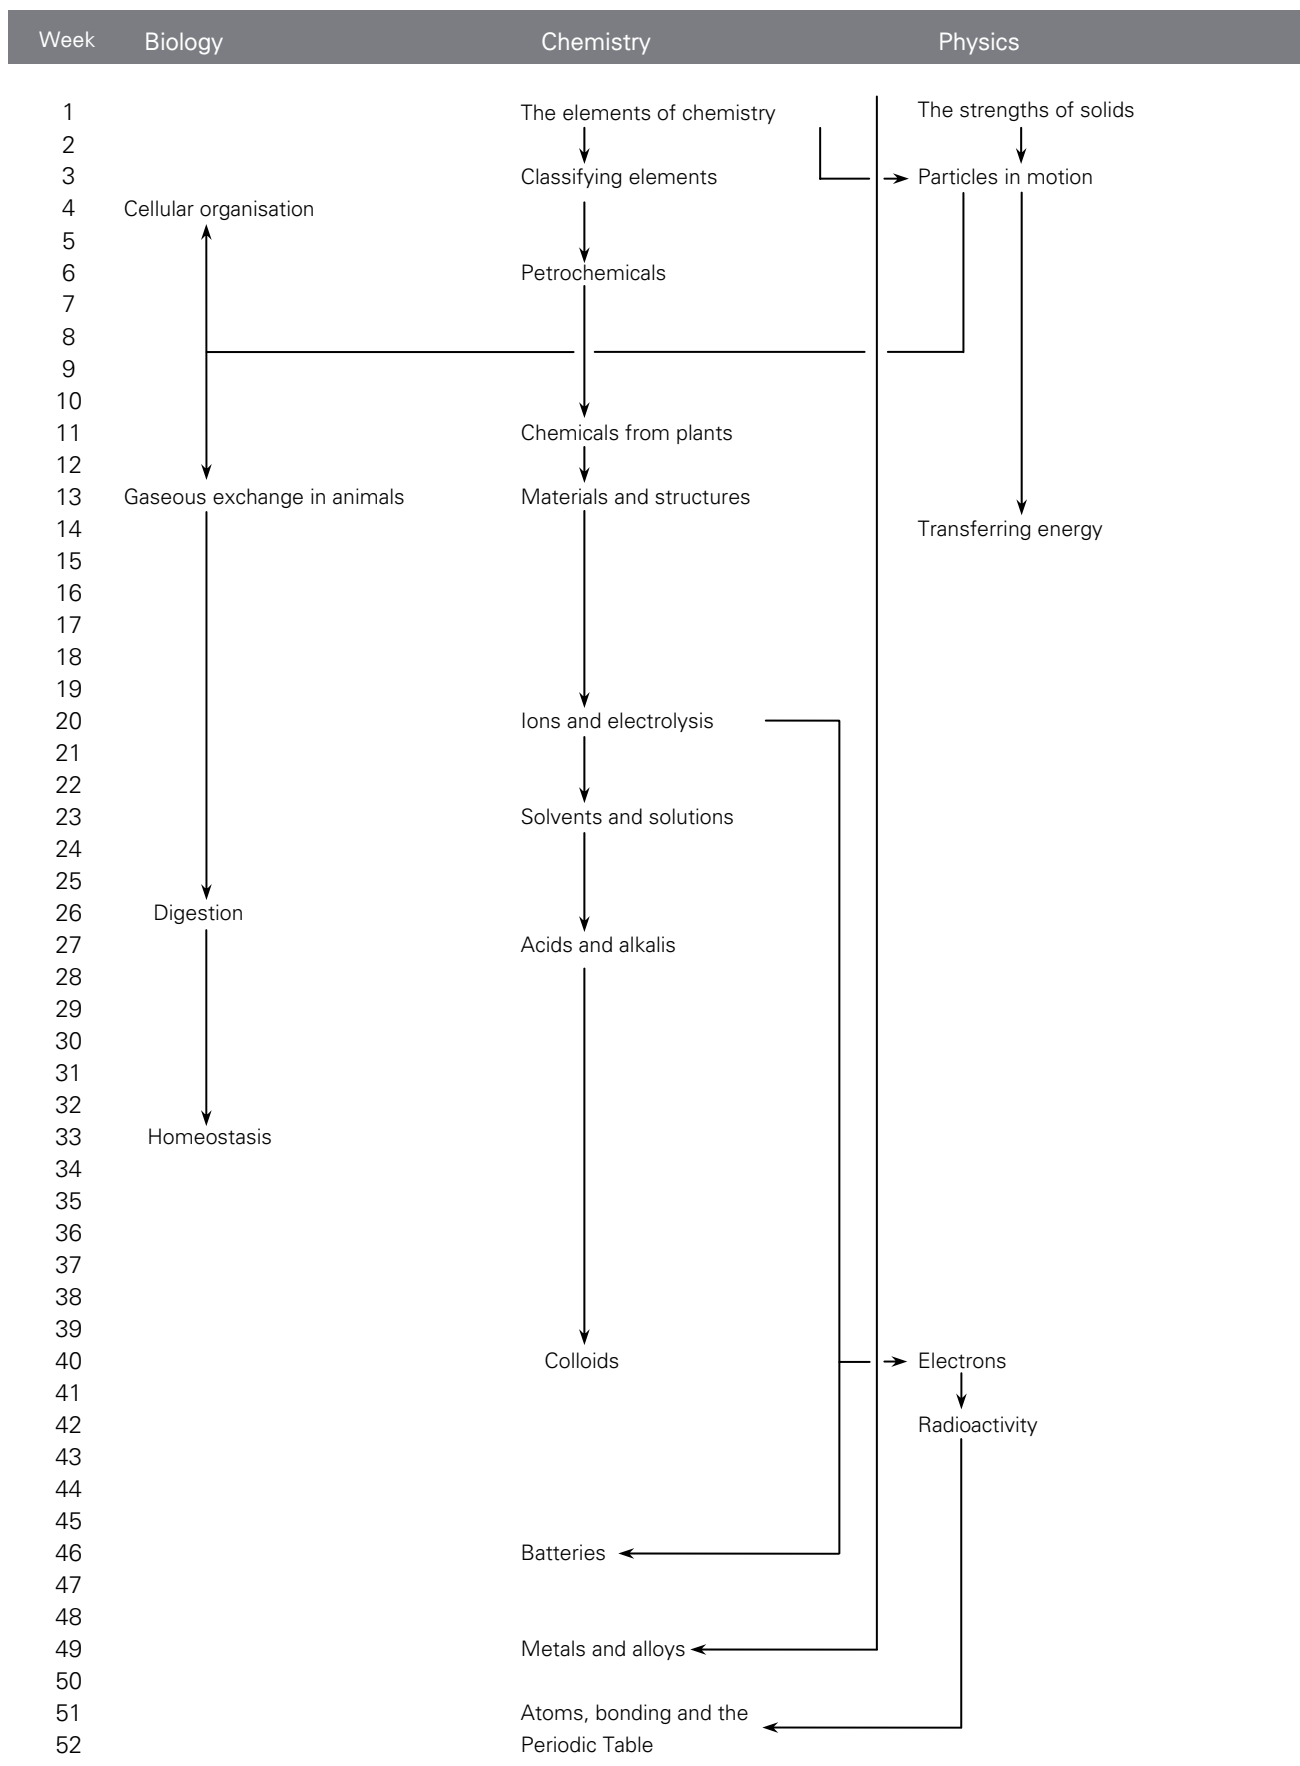 Week Biology Chemistry Physics
1 The elements of chemistry The strengths of solids
2
3 Classifying elements Particles in motion
4 Cellular organisation
5
6 Petrochemicals
7
8
9
10
11 Chemicals from plants
12
13 Gaseous exchange in animals Materials and structures
14 Transferring energy
15
16
17
18
19
20 Ions and electrolysis
21
22
23 Solvents and solutions
24
25
26 Digestion
27 Acids and alkalis
28
29
30
31
32
33 Homeostasis
34
35
36
37
38
39
40 Colloids Electrons
41
42 Radioactivity
43
44
45
46 Batteries
47
48
49 Metals and alloys
50
51 Atoms, bonding and the
52 Periodic Table